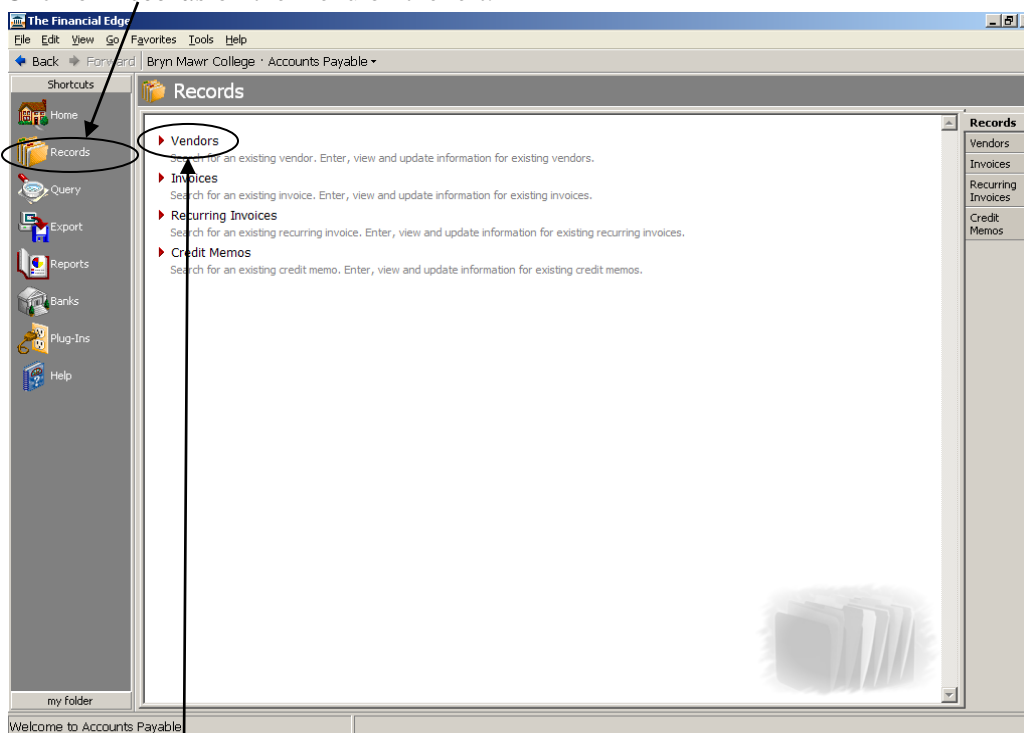 The Financial Edge
File Edit View Go Favorites Tools Help
Back Forward Bryn Mawr College · Accounts Payable
Shortcuts
Records
Home
Records
Query
Export
Reports
Banks
Plug-Ins
Help
my folder
Vendors
Search for an existing vendor. Enter, view and update information for existing vendors.
Invoices
Search for an existing invoice. Enter, view and update information for existing invoices.
Recurring Invoices
Search for an existing recurring invoice. Enter, view and update information for existing recurring invoices.
Credit Memos
Search for an existing credit memo. Enter, view and update information for existing credit memos.
Records
Vendors
Invoices
Recurring
Invoices
Credit
Memos
Welcome to Accounts Payable